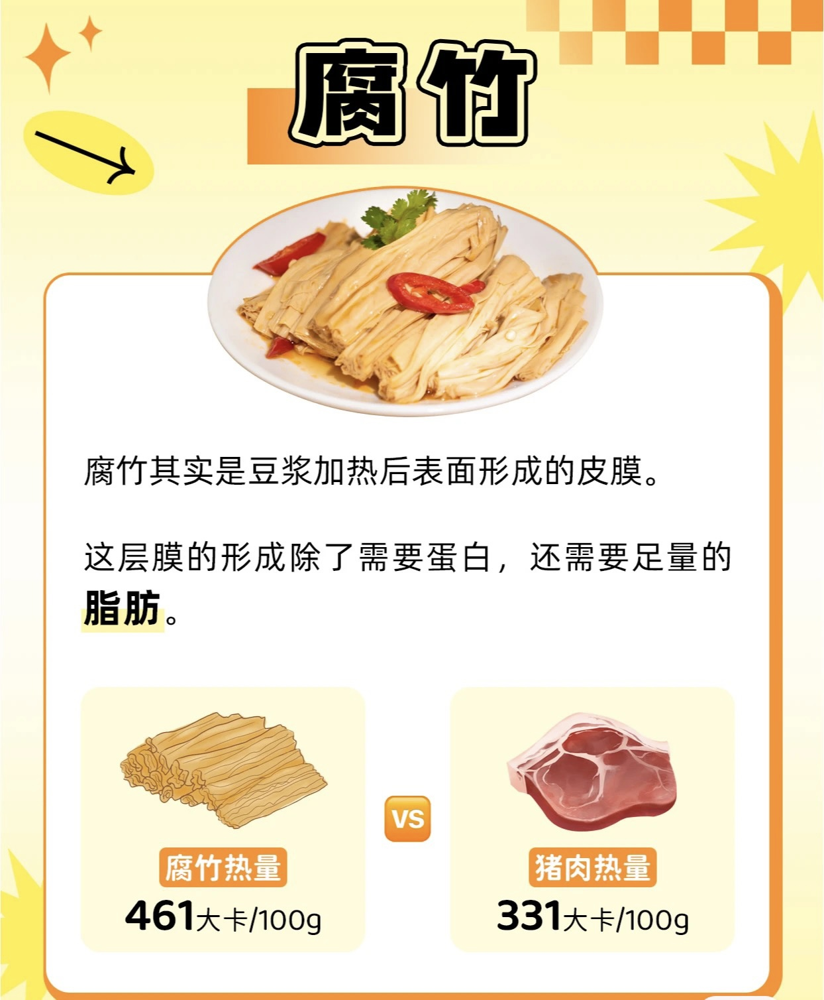 腐竹
腐竹其实是豆浆加热后表面形成的皮膜。
这层膜的形成除了需要蛋白，还需要足量的
脂肪。
VS
腐竹热量
猪肉热量
461大卡/100g
331大卡/100g